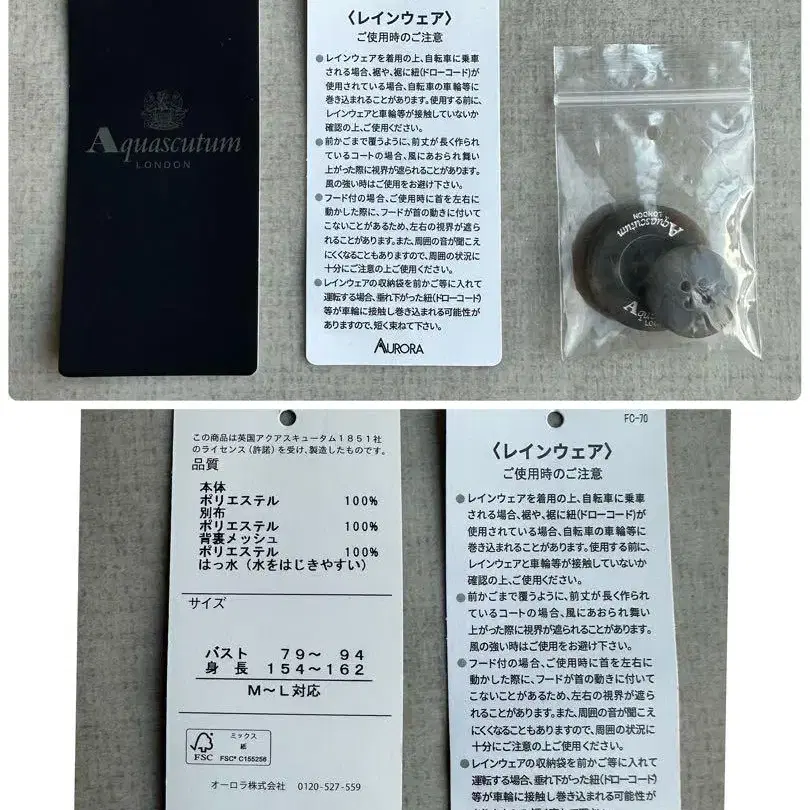 Aquascutum
LONDON
〈レインウェア〉
ご使用時のご注意
●レインウェアを着用の上、自転車に乗車
される場合、裾や、裾に紐(ドローコード)が
使用されている場合、自転車の車輪等に
巻き込まれることがあります。使用する前に、
レインウェアと車輪等が接触していないか
確認の上、ご使用ください。
●前かごまで覆うように、前丈が長く作られ
ているコートの場合、風にあおられ舞い
上がった際に視界が遮られることがあります。
風の強い時はご使用をお避け下さい。
●フード付の場合、ご使用時に首を左右に
動かした際に、フードが首の動きに付いて
こないことがあるため、左右の視界が遮ら
れることがあります。また、周囲の音が聞こえ
にくくなることもありますので、周囲の状況に
十分にご注意の上ご使用ください。
●レインウェアの収納袋を前かご等に入れて
運転する場合、垂れ下がった紐(ドローコード)
等が車輪に接触し巻き込まれる可能性が
ありますので、短く束ねて下さい。
AURORA
Aquascutum
LONDON
この商品は英国アクアスキュータム1851社
のライセンス(許諾)を受け、製造したものです。
品質
本体
ポリエステル 100%
別布
ポリエステル 100%
背裏メッシュ
ポリエステル 100%
はっ水(水をはじきやすい)
サイズ
バスト 79～ 94
身 長 154～162
M～L対応
FSC
ミックス
紙
FSC® C155256
オーロラ株式会社 0120-527-559
FC-70
〈レインウェア〉
ご使用時のご注意
●レインウェアを着用の上、自転車に乗車
される場合、裾や、裾に紐(ドローコード)が
使用されている場合、自転車の車輪等に
巻き込まれることがあります。使用する前に、
レインウェアと車輪等が接触していないか
確認の上、ご使用ください。
●前かごまで覆うように、前丈が長く作られ
ているコートの場合、風にあおられ舞い
上がった際に視界が遮られることがあります。
風の強い時はご使用をお避け下さい。
●フード付の場合、ご使用時に首を左右に
動かした際に、フードが首の動きに付いて
こないことがあるため、左右の視界が遮ら
れることがあります。また、周囲の音が聞こえ
にくくなることもありますので、周囲の状況に
十分にご注意の上ご使用ください。
●レインウェアの収納袋を前かご等に入れて
運転する場合、垂れ下がった紐(ドローコード)
等が車輪に接触し巻き込まれる可能性が